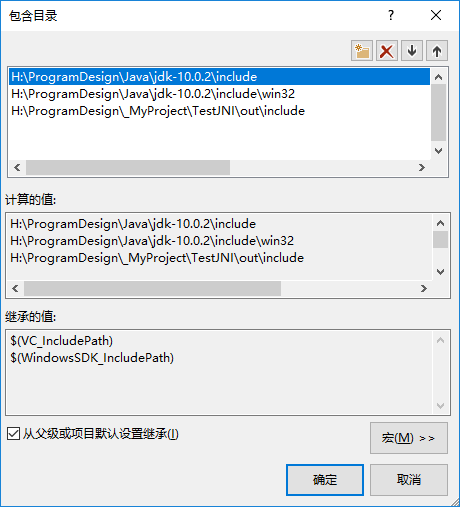 包含目录
H:\ProgramDesign\Java\jdk-10.0.2\include
H:\ProgramDesign\Java\jdk-10.0.2\include\win32
H:\ProgramDesign\_MyProject\TestJNI\out\include
计算的值:
H:\ProgramDesign\Java\jdk-10.0.2\include
H:\ProgramDesign\Java\jdk-10.0.2\include\win32
H:\ProgramDesign\_MyProject\TestJNI\out\include
继承的值:
$(VC_IncludePath)
$(WindowsSDK_IncludePath)
从父级或项目默认设置继承(I)
宏(M) >>
确定
取消